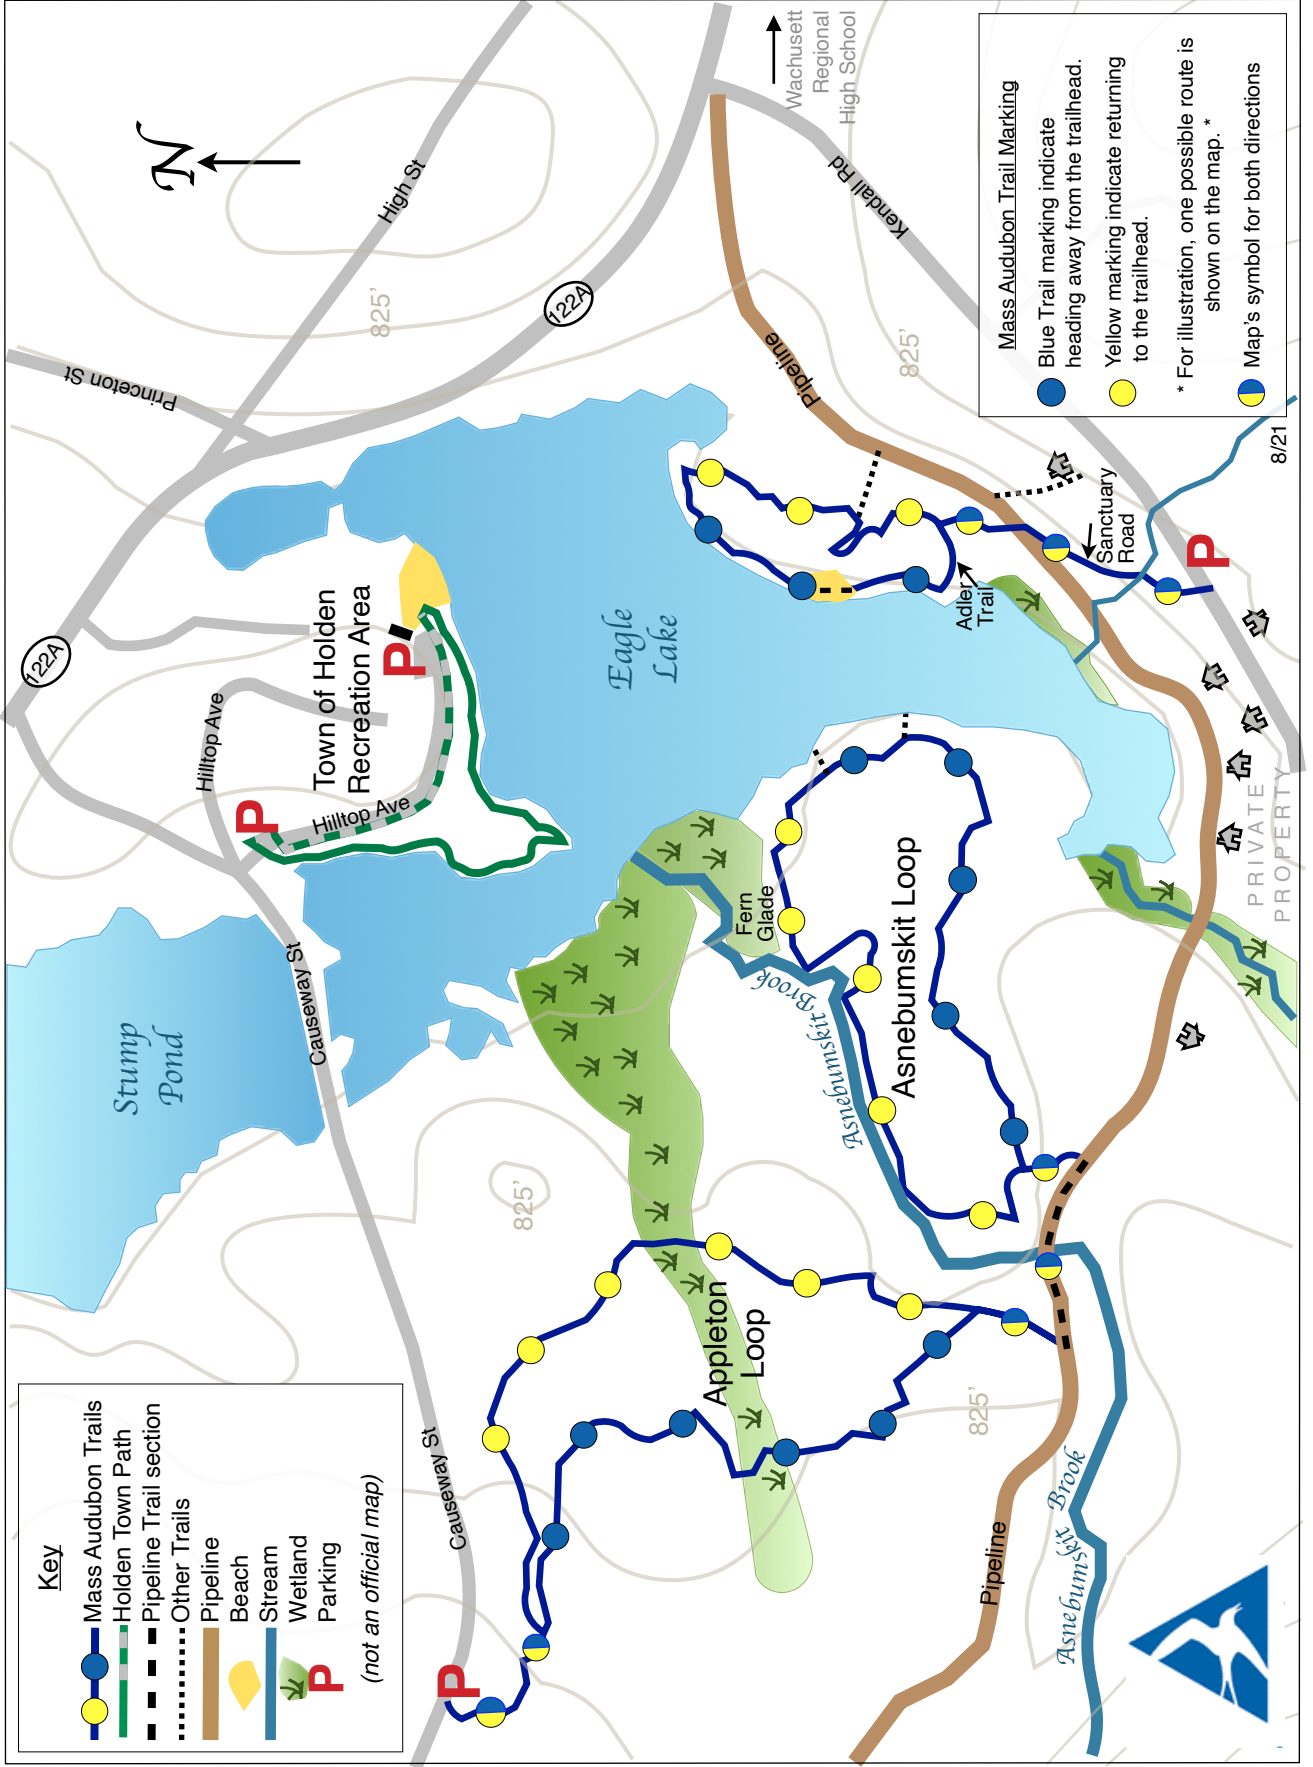 Key
Mass Audubon Trails
Holden Town Path
Pipeline Trail section
Other Trails
Pipeline
Beach
Stream
Wetland
P
Parking
(not an official map)
Stump
Pond
Causeway St
Causeway St
P
122A
Hilltop Ave
P
Hilltop Ave
Town of Holden
Recreation Area
P
Princeton St
High St
N
825'
122A
Wachusett
Regional
High School
Eagle
Lake
825'
Appleton
Loop
Fern
Glade
Asnebumskit Brook
Asnebumskit Brook
Asnebumskit Loop
Adler
Trail
Pipeline
Kendall Rd
825'
Sanctuary
Road
P
825'
Pipeline
Asnebumskit Brook
PRIVATE
PROPERTY
Mass Audubon Trail Marking
Blue Trail marking indicate
heading away from the trailhead.
Yellow marking indicate returning
to the trailhead.
* For illustration, one possible route is
shown on the map. *
Map's symbol for both directions
8/21